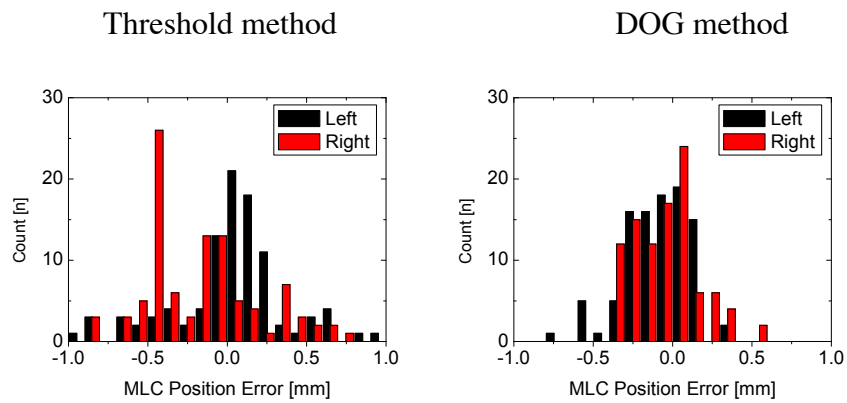 Threshold method
DOG method
30
20
10
0
Count [n]
-1.0 -0.5 0.0 0.5 1.0
MLC Position Error [mm]
Left
Right
30
20
10
0
Count [n]
-1.0 -0.5 0.0 0.5 1.0
MLC Position Error [mm]
Left
Right